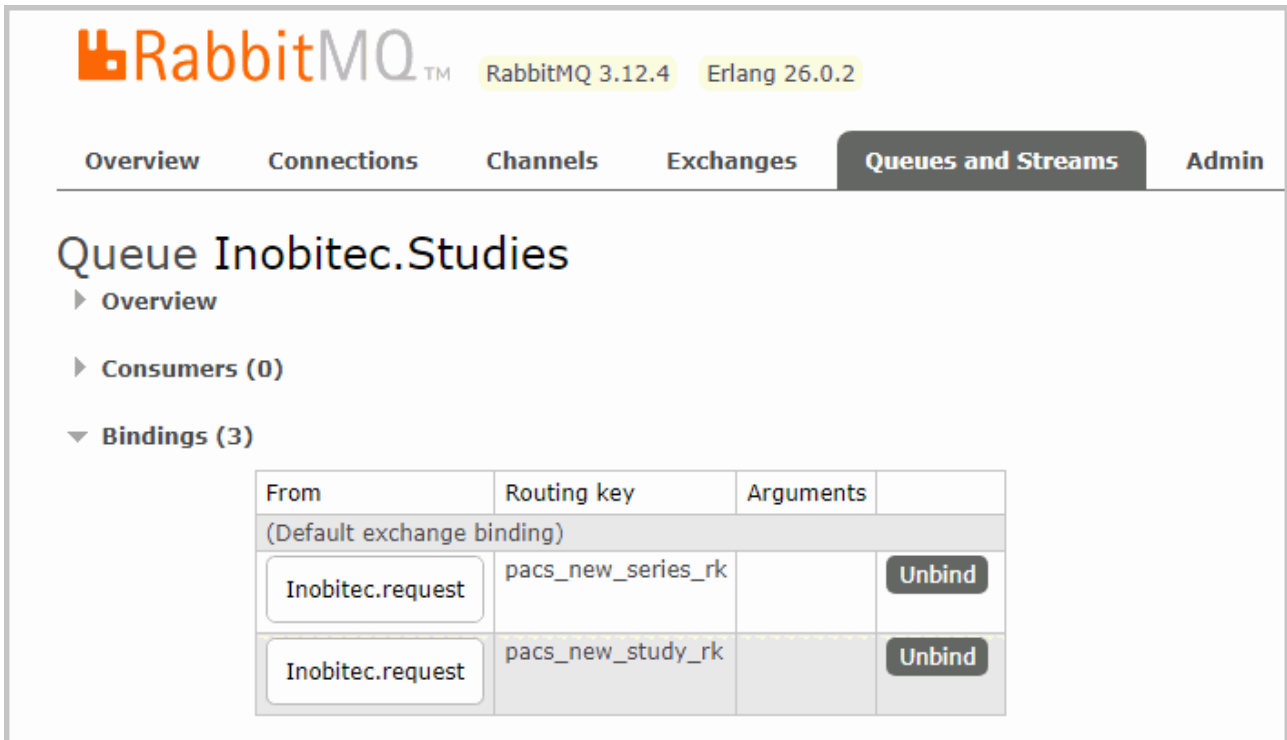 RabbitMQ TM RabbitMQ 3.12.4 Erlang 26.0.2
Overview Connections Channels Exchanges Queues and Streams Admin
Queue Inobitec.Studies
Overview
Consumers (0)
Bindings (3)
From Routing key Arguments
(Default exchange binding)
Inobitec.request pacs_new_series_rk Unbind
Inobitec.request pacs_new_study_rk Unbind